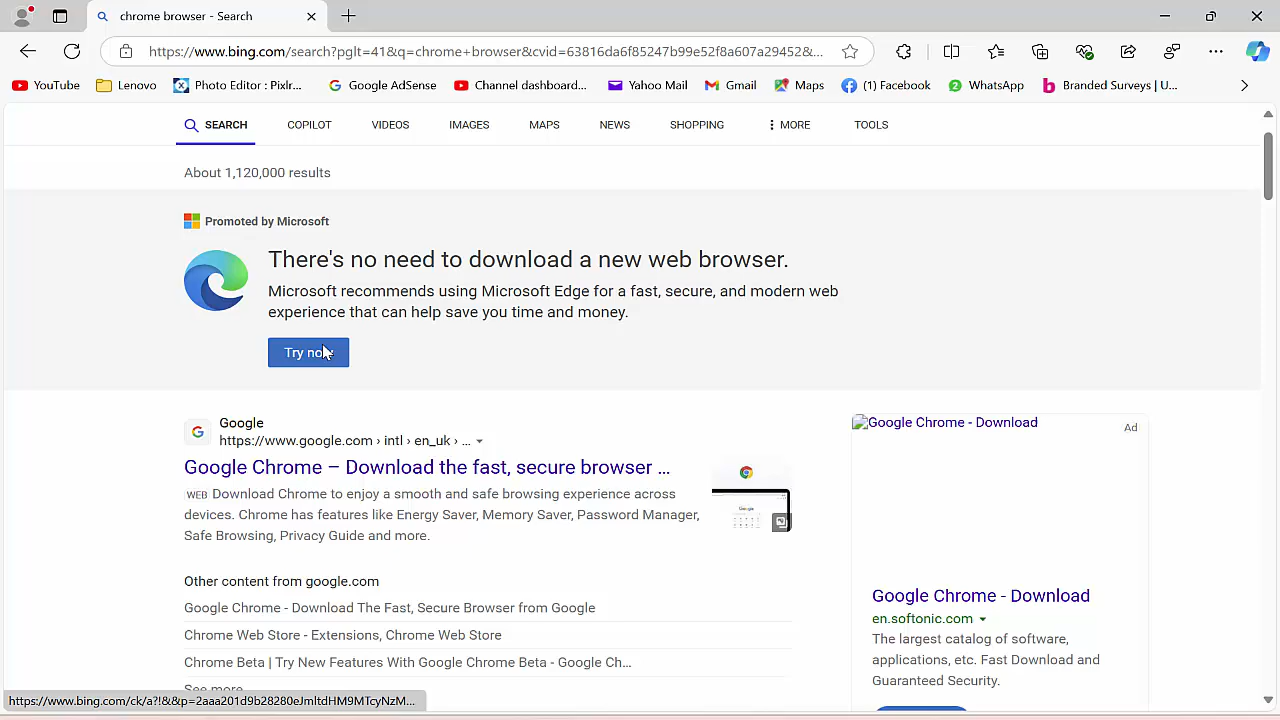 chrome browser - Search
https://www.bing.com/search?pglt=41&q=chrome+browser&cvid=63816da6f85247b99e52f8a607a29452&...
YouTube
Lenovo
Photo Editor : Pixlr...
Google AdSense
Channel dashboard...
Yahoo Mail
Gmail
Maps
(1) Facebook
2 WhatsApp
b Branded Surveys | U...
SEARCH
COPILOT
VIDEOS
IMAGES
MAPS
NEWS
SHOPPING
MORE
TOOLS
About 1,120,000 results
Promoted by Microsoft
There's no need to download a new web browser.
Microsoft recommends using Microsoft Edge for a fast, secure, and modern web
experience that can help save you time and money.
Try now
Google
https://www.google.com › intl › en_uk › ...
Google Chrome – Download the fast, secure browser ...
WEB Download Chrome to enjoy a smooth and safe browsing experience across
devices. Chrome has features like Energy Saver, Memory Saver, Password Manager,
Safe Browsing, Privacy Guide and more.
Other content from google.com
Google Chrome - Download The Fast, Secure Browser from Google
Chrome Web Store - Extensions, Chrome Web Store
Chrome Beta | Try New Features With Google Chrome Beta - Google Ch...
See more
Google Chrome - Download
Ad
Google Chrome - Download
en.softonic.com
The largest catalog of software,
applications, etc. Fast Download and
Guaranteed Security.
https://www.bing.com/ck/a?!&&p=2aaa201d9b28280eJmltdHM9MTcyNzM...